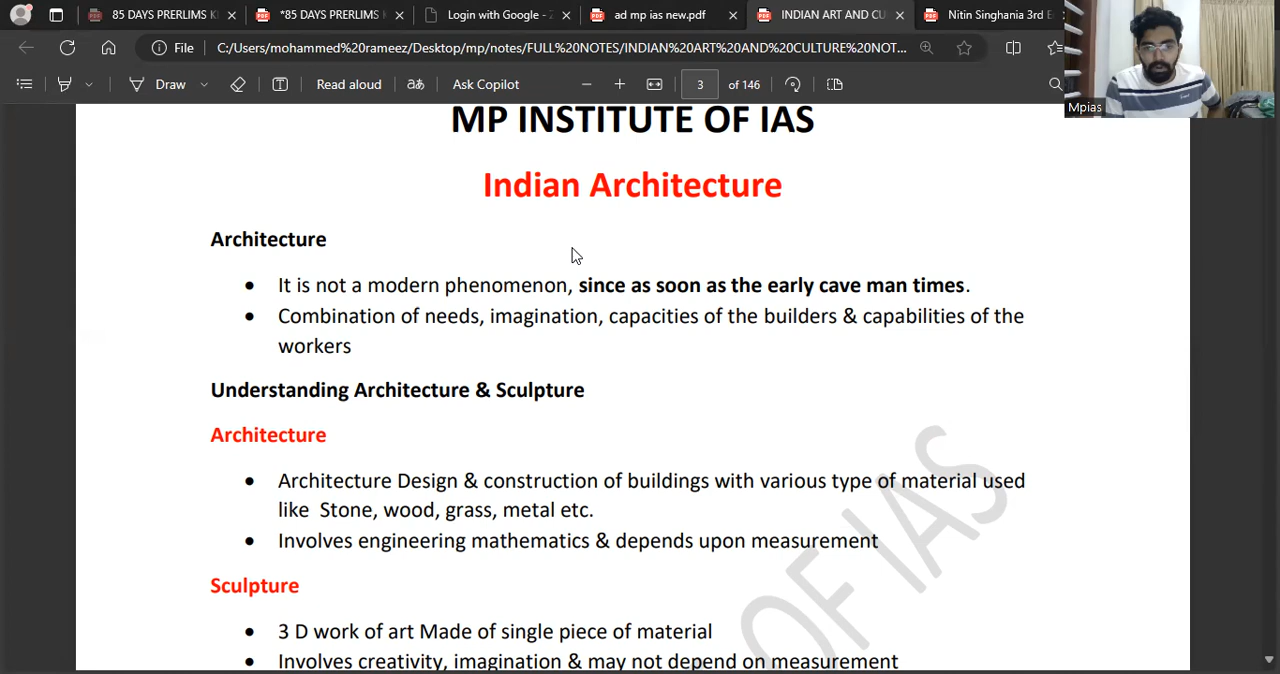 85 DAYS PRERLIMS K
*85 DAYS PRERLIMS
Login with Google -
ad mp ias new.pdf
INDIAN ART AND CU
Nitin Singhania 3rd E
File
C:/Users/mohammed%20rameez/Desktop/mp/notes/FULL%20NOTES/INDIAN%20ART%20AND%20CULTURE%20NOT...
Draw
Read aloud
aあ
Ask Copilot
3
of 146
Mpias
MP INSTITUTE OF IAS
Indian Architecture
Architecture
• It is not a modern phenomenon, since as soon as the early cave man times.
• Combination of needs, imagination, capacities of the builders & capabilities of the
workers
Understanding Architecture & Sculpture
Architecture
• Architecture Design & construction of buildings with various type of material used
like Stone, wood, grass, metal etc.
• Involves engineering mathematics & depends upon measurement
Sculpture
• 3 D work of art Made of single piece of material
• Involves creativity, imagination & may not depend on measurement
OF IAS